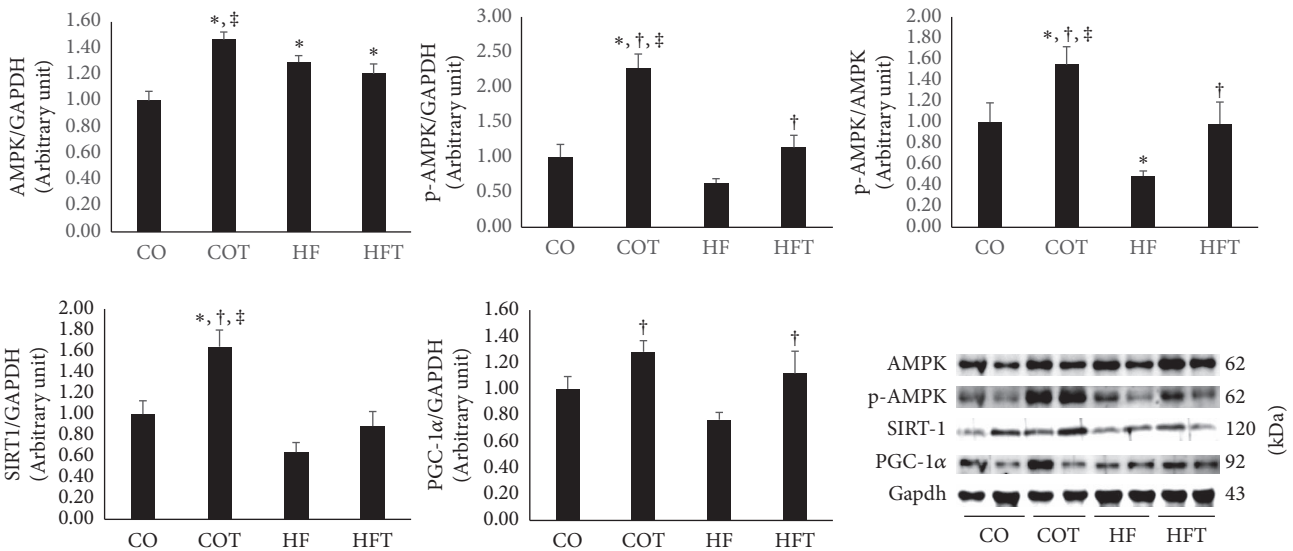 AMPK/GAPDH
(Arbitrary unit)
1.60
1.40
1.20
1.00
0.80
0.60
0.40
0.20
0.00
*, ‡
*
*
CO COT HF HFT
p-AMPK/GAPDH
(Arbitrary unit)
3.00
2.50
2.00
1.50
1.00
0.50
0.00
*, †, ‡
†
CO COT HF HFT
p-AMPK/AMPK
(Arbitrary unit)
2.00
1.80
1.60
1.40
1.20
1.00
0.80
0.60
0.40
0.20
0.00
*, †, ‡
*
†
CO COT HF HFT
SIRT1/GAPDH
(Arbitrary unit)
2.00
1.80
1.60
1.40
1.20
1.00
0.80
0.60
0.40
0.20
0.00
*, †, ‡
CO COT HF HFT
PGC-1α/GAPDH
(Arbitrary unit)
1.60
1.40
1.20
1.00
0.80
0.60
0.40
0.20
0.00
†
†
CO COT HF HFT
AMPK 62
p-AMPK 62
SIRT-1 120
PGC-1α 92
Gapdh 43
(kDa)
CO COT HF HFT